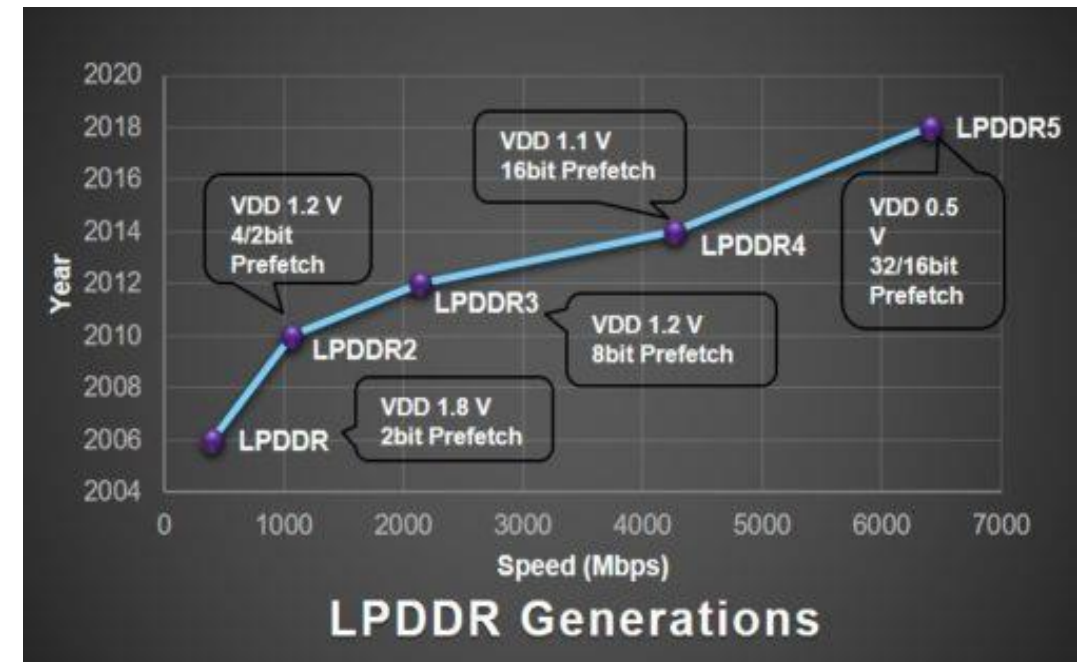 2020
2018
2016
2014
2012
2010
2008
2006
2004
Year
0 1000 2000 3000 4000 5000 6000 7000
Speed (Mbps)
LPDDR
VDD 1.8 V
2bit Prefetch
LPDDR2
VDD 1.2 V
4/2bit
Prefetch
LPDDR3
VDD 1.2 V
8bit Prefetch
LPDDR4
VDD 1.1 V
16bit Prefetch
LPDDR5
VDD 0.5
V
32/16bit
Prefetch
LPDDR Generations